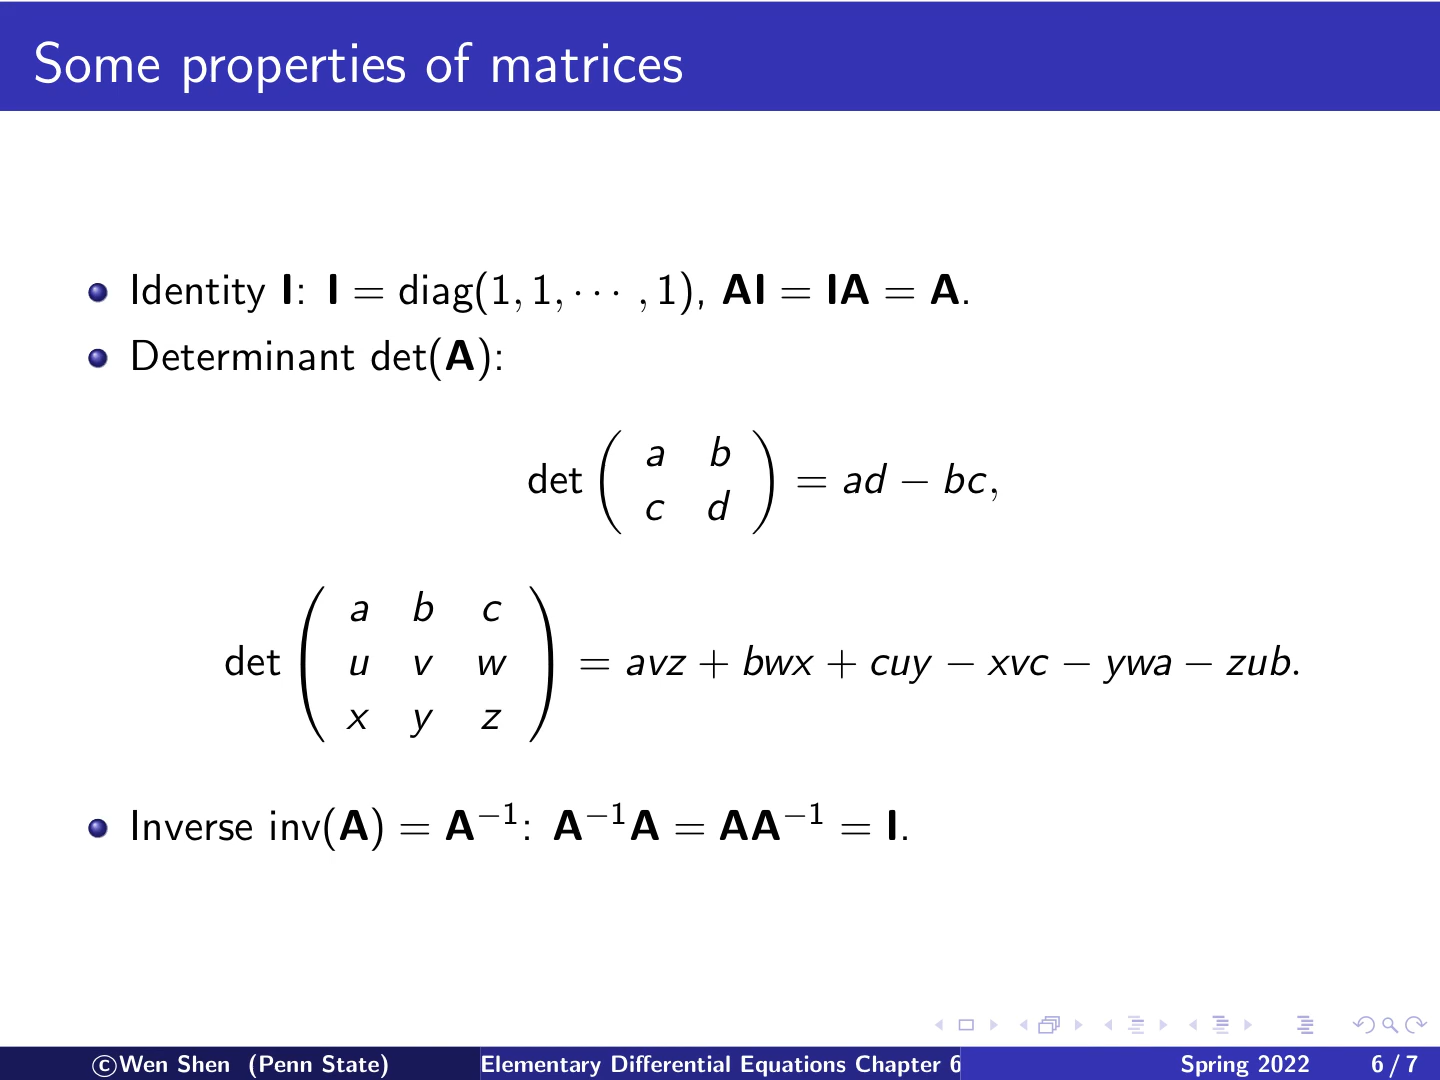 Some properties of matrices
Identity I: I = diag(1, 1, · · · , 1), AI = IA = A.
Determinant det(A):
det ( a b
c d ) = ad − bc,
det ( a b c
u v w
x y z ) = avz + bwx + cuy − xvc − ywa − zub.
Inverse inv(A) = A⁻¹: A⁻¹A = AA⁻¹ = I.
©Wen Shen (Penn State) Elementary Differential Equations Chapter 6 Spring 2022 6 / 7